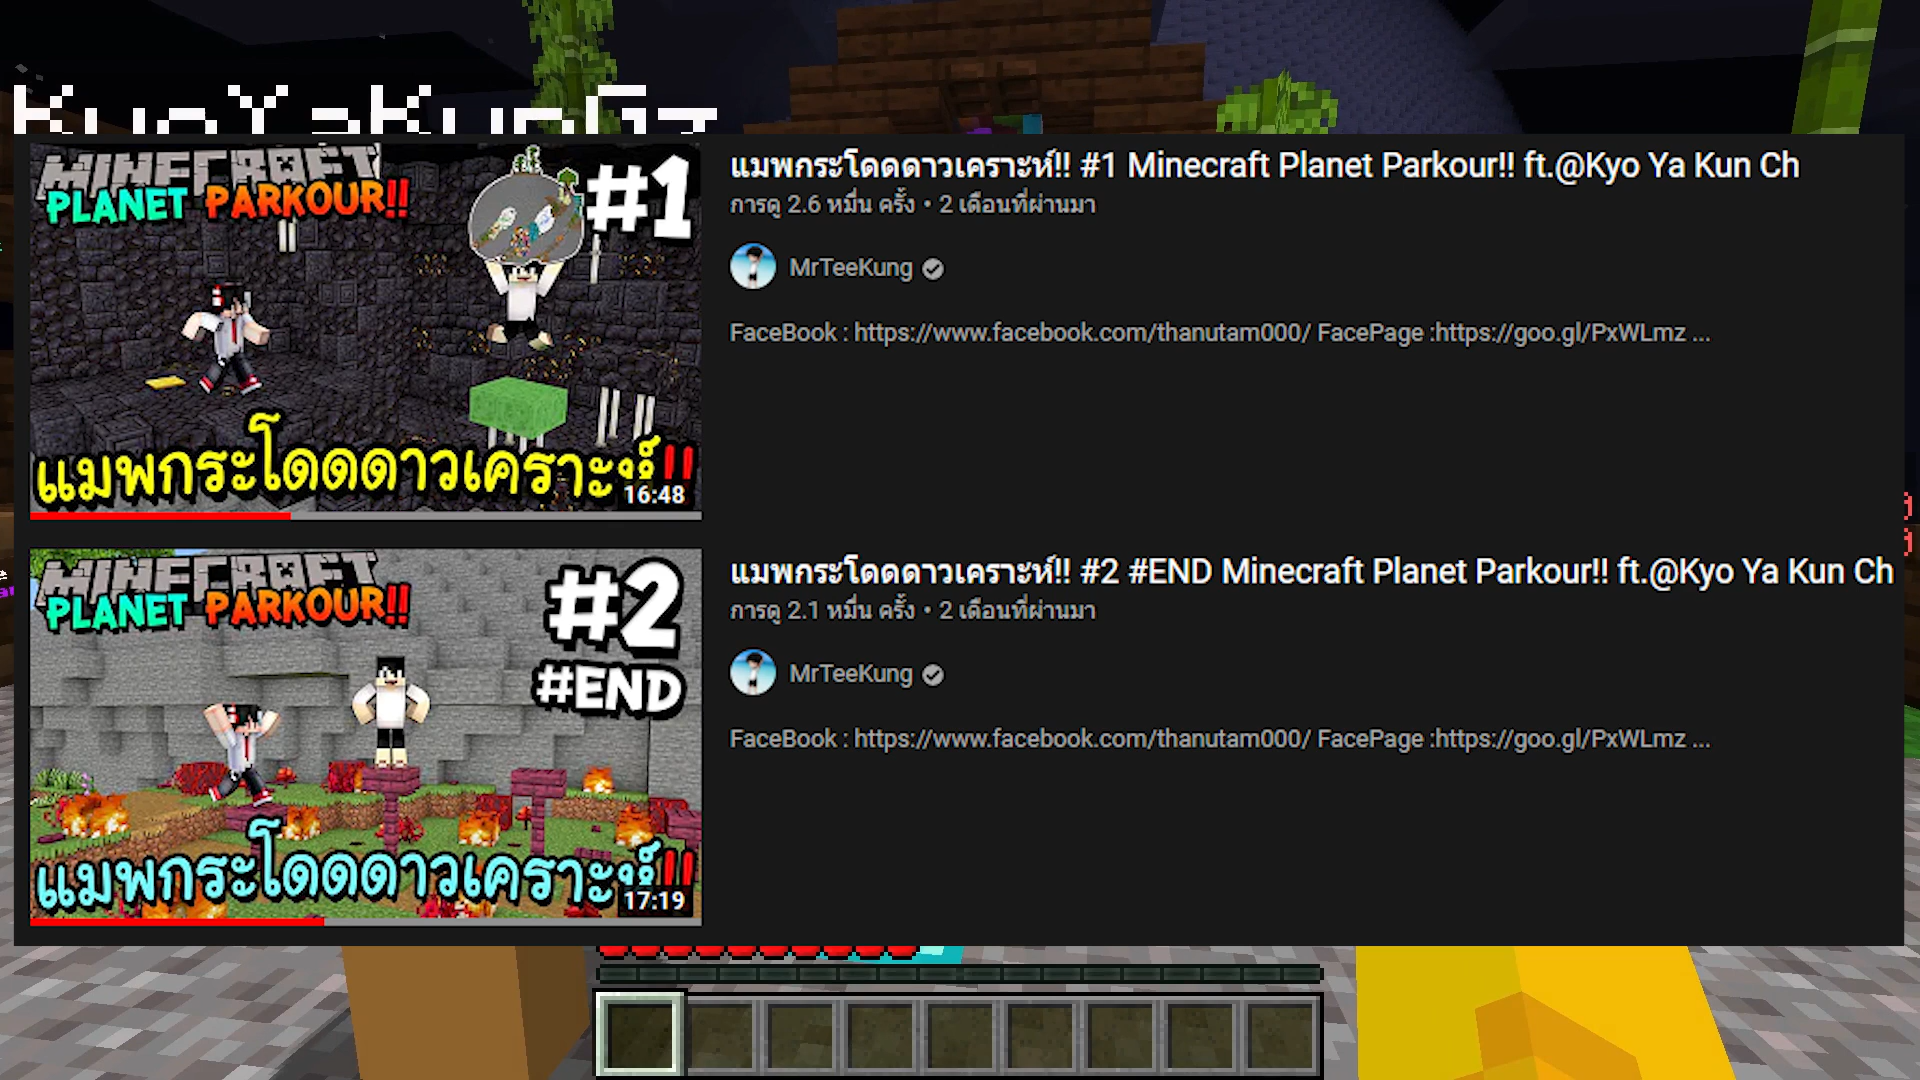 KyoYaKunGz
MINECRAFT
PLANET PARKOUR!!
#1
แมพกระโดดดาวเคราะห์!!
16:48
แมพกระโดดดาวเคราะห์!! #1 Minecraft Planet Parkour!! ft.@Kyo Ya Kun Ch
การดู 2.6 หมื่น ครั้ง • 2 เดือนที่ผ่านมา
MrTeeKung
FaceBook : https://www.facebook.com/thanutam000/ FacePage :https://goo.gl/PxWLmz ...
MINECRAFT
PLANET PARKOUR!!
#2
#END
แมพกระโดดดาวเคราะห์!!
17:19
แมพกระโดดดาวเคราะห์!! #2 #END Minecraft Planet Parkour!! ft.@Kyo Ya Kun Ch
การดู 2.1 หมื่น ครั้ง • 2 เดือนที่ผ่านมา
MrTeeKung
FaceBook : https://www.facebook.com/thanutam000/ FacePage :https://goo.gl/PxWLmz ...